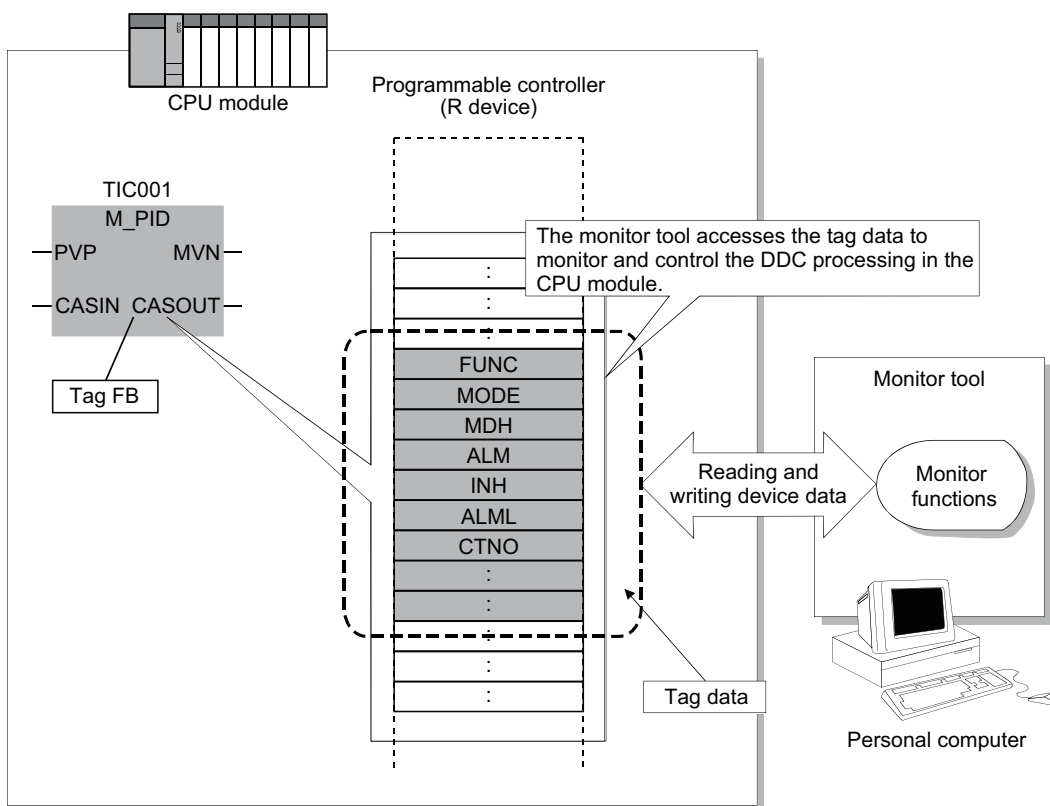 CPU module
Programmable controller
(R device)
TIC001
M_PID
PVP MVN
CASIN CASOUT
Tag FB
The monitor tool accesses the tag data to
monitor and control the DDC processing in the
CPU module.
:
:
:
FUNC
MODE
MDH
ALM
INH
ALML
CTNO
:
:
:
:
:
Tag data
Reading and
writing device data
Monitor tool
Monitor
functions
Personal computer